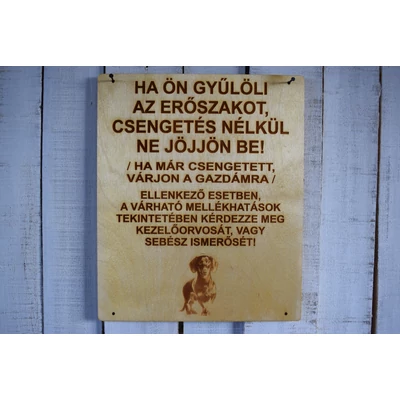 HA ÖN GYŰLÖLI
AZ ERŐSZAKOT,
CSENGETÉS NÉLKÜL
NE JÖJJÖN BE!
/ HA MÁR CSENGETETT,
VÁRJON A GAZDÁMRA /
ELLENKEZŐ ESETBEN,
A VÁRHATÓ MELLÉKHATÁSOK
TEKINTETÉBEN KÉRDEZZE MEG
KEZELŐORVOSÁT, VAGY
SEBÉSZ ISMERŐSÉT!